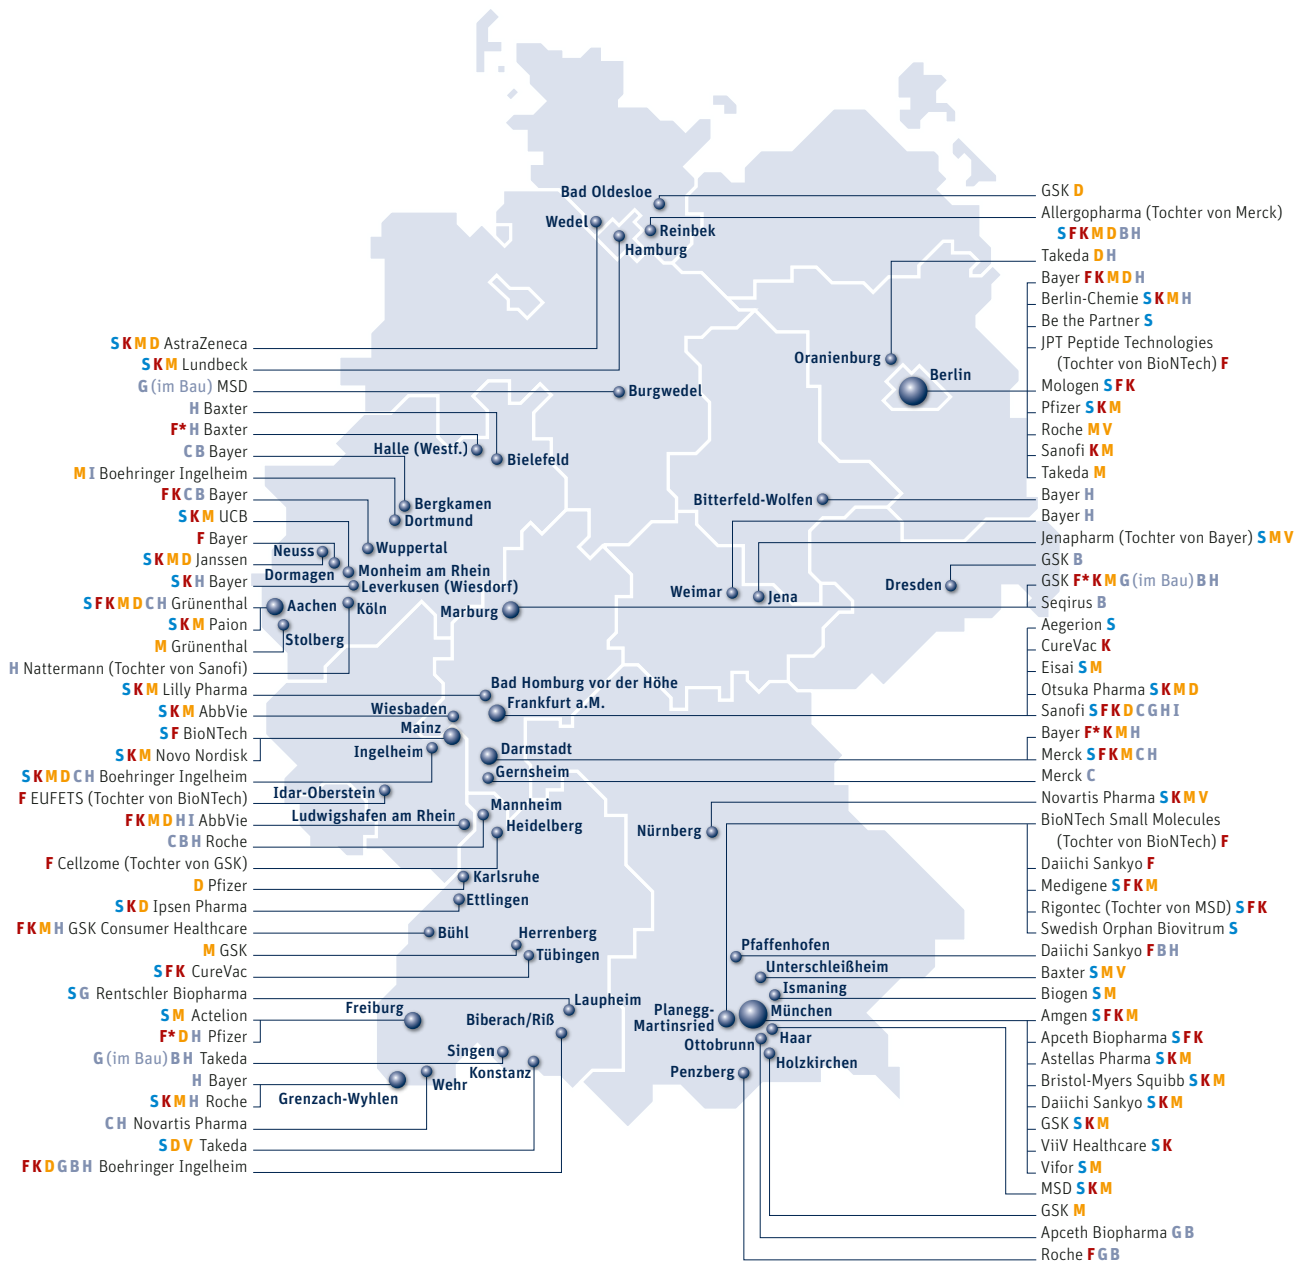 Bad Oldesloe
Wedel
Reinbek
Hamburg
Oranienburg
Berlin
Burgwedel
Halle (Westf.)
Bielefeld
Bergkamen
Dortmund
Bitterfeld-Wolfen
Wuppertal
Neuss
Dormagen
Monheim am Rhein
Leverkusen (Wiesdorf)
Aachen
Köln
Stolberg
Marburg
Weimar
Jena
Dresden
Bad Homburg vor der Höhe
Frankfurt a.M.
Wiesbaden
Mainz
Ingelheim
Darmstadt
Gernsheim
Idar-Oberstein
Ludwigshafen am Rhein
Mannheim
Heidelberg
Nürnberg
Karlsruhe
Ettlingen
Bühl
Herrenberg
Tübingen
Pfaffenhofen
Unterschleißheim
Ismaning
München
Planegg-
Martinsried
Ottobrunn
Haar
Holzkirchen
Penzberg
Laupheim
Freiburg
Biberach/Riß
Singen
Konstanz
Wehr
Grenzach-Wyhlen
S K M D AstraZeneca
S K M Lundbeck
G (im Bau) MSD
H Baxter
F* H Baxter
C B Bayer
M I Boehringer Ingelheim
F K C B Bayer
S K M UCB
F Bayer
S K M D Janssen
S K H Bayer
S F K M D C H Grünenthal
S K M Paion
M Grünenthal
H Nattermann (Tochter von Sanofi)
S K M Lilly Pharma
S K M AbbVie
S F BioNTech
S K M Novo Nordisk
S K M D C H Boehringer Ingelheim
F EUFETS (Tochter von BioNTech)
F K M D H I AbbVie
C B H Roche
F Cellzome (Tochter von GSK)
D Pfizer
S K D Ipsen Pharma
F K M H GSK Consumer Healthcare
M GSK
S F K CureVac
S G Rentschler Biopharma
S M Actelion
F* D H Pfizer
G (im Bau) B H Takeda
H Bayer
S K M H Roche
C H Novartis Pharma
S D V Takeda
F K D G B H Boehringer Ingelheim
GSK D
Allergopharma (Tochter von Merck)
S F K M D B H
Takeda D H
Bayer F K M D H
Berlin-Chemie S K M H
Be the Partner S
JPT Peptide Technologies
(Tochter von BioNTech) F
Mologen S F K
Pfizer S K M
Roche M V
Sanofi K M
Takeda M
Bayer H
Bayer H
Jenapharm (Tochter von Bayer) S M V
GSK B
GSK F* K M G (im Bau) B H
Seqirus B
Aegerion S
CureVac K
Eisai S M
Otsuka Pharma S K M D
Sanofi S F K D C G H I
Bayer F* K M H
Merck S F K M C H
Merck C
Novartis Pharma S K M V
BioNTech Small Molecules
(Tochter von BioNTech) F
Daiichi Sankyo F
Medigene S F K M
Rigontec (Tochter von MSD) S F K
Swedish Orphan Biovitrum S
Daiichi Sankyo F B H
Baxter S M V
Biogen S M
Amgen S F K M
Apceth Biopharma S F K
Astellas Pharma S K M
Bristol-Myers Squibb S K M
Daiichi Sankyo S K M
GSK S K M
ViiV Healthcare S K
Vifor S M
MSD S K M
GSK M
Apceth Biopharma G B
Roche F G B